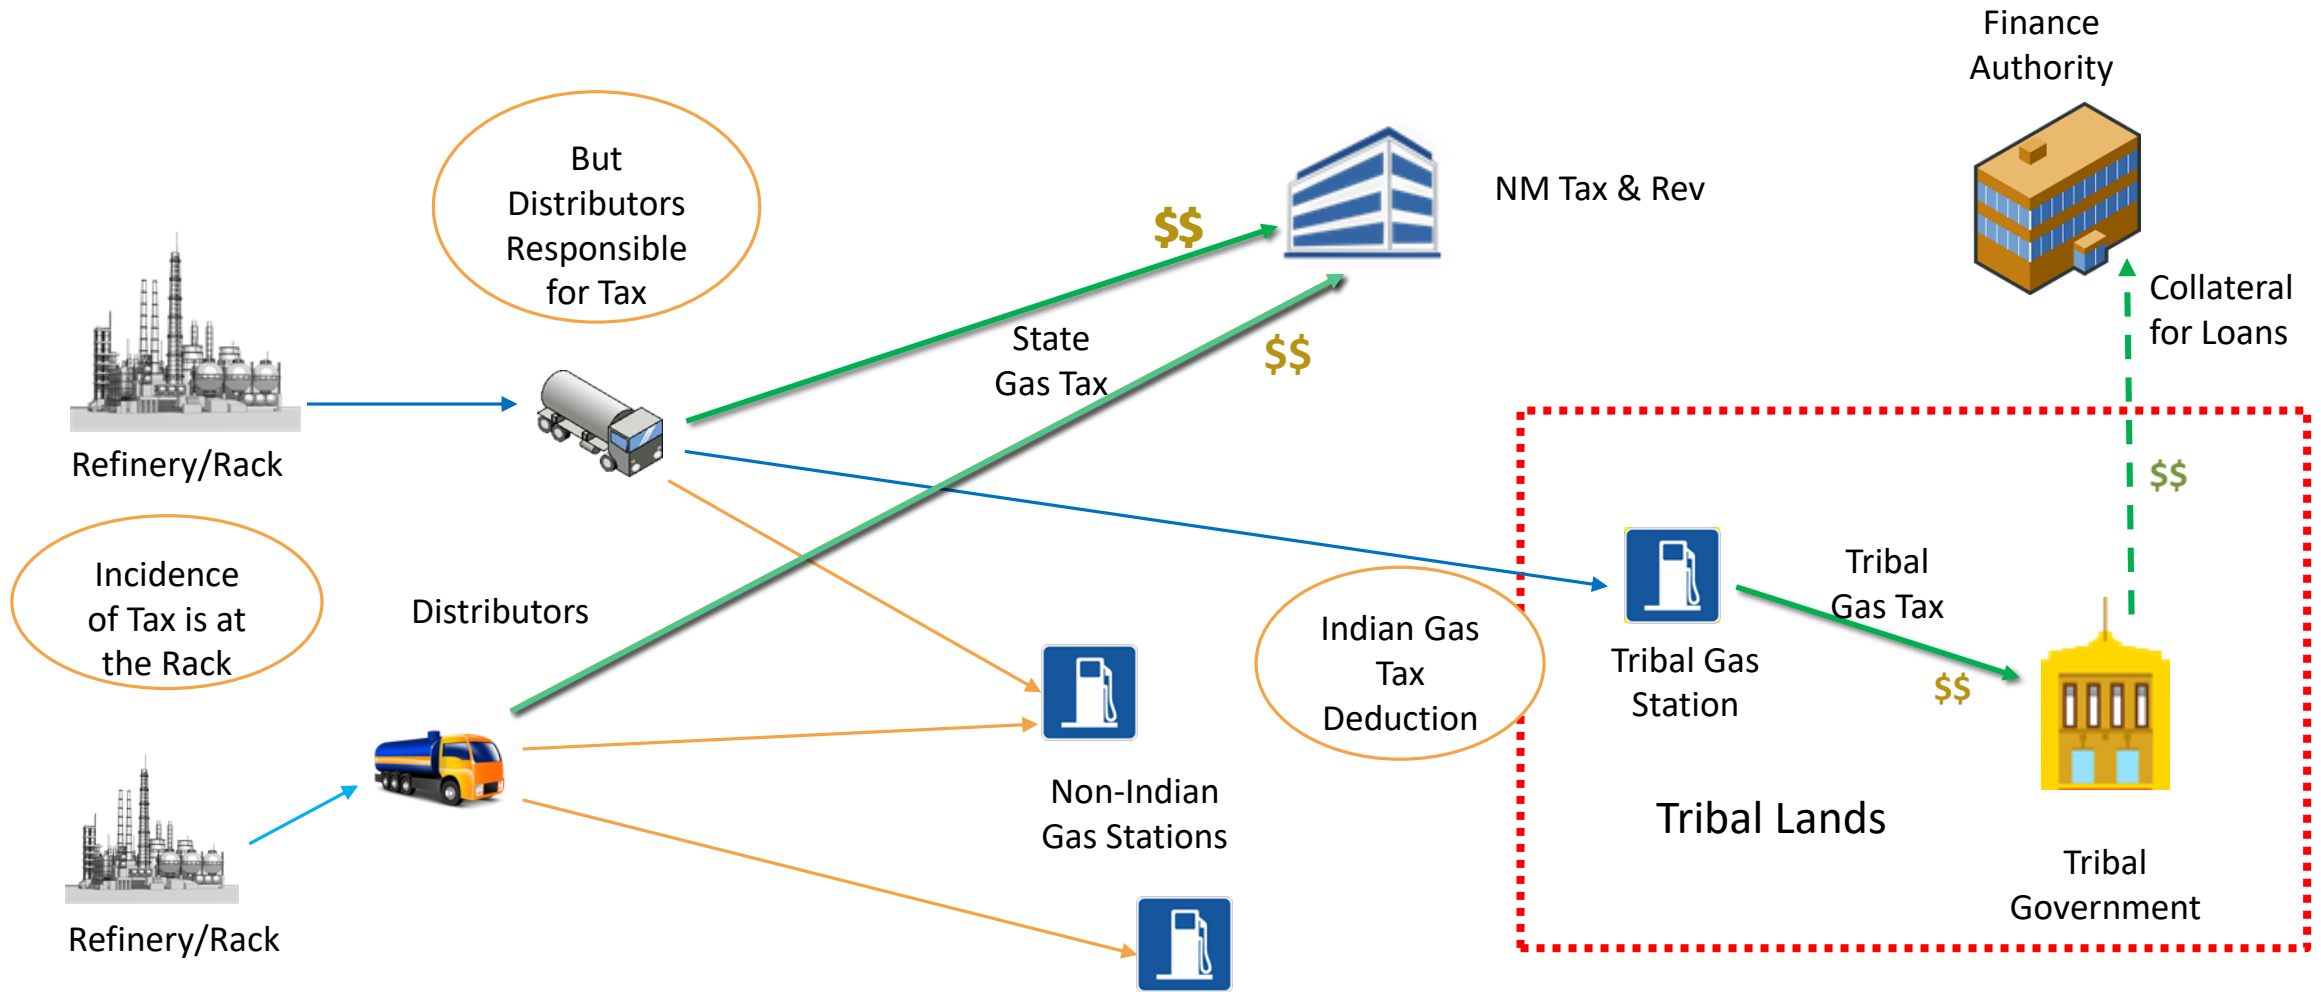 Finance
Authority
But
Distributors
Responsible
for Tax
NM Tax & Rev
$$
State
Gas Tax
$$
Collateral
for Loans
Refinery/Rack
$$
Incidence
of Tax is at
the Rack
Distributors
Indian Gas
Tax
Deduction
Tribal
Gas Tax
Tribal Gas
Station
$$
Non-Indian
Gas Stations
Tribal Lands
Tribal
Government
Refinery/Rack